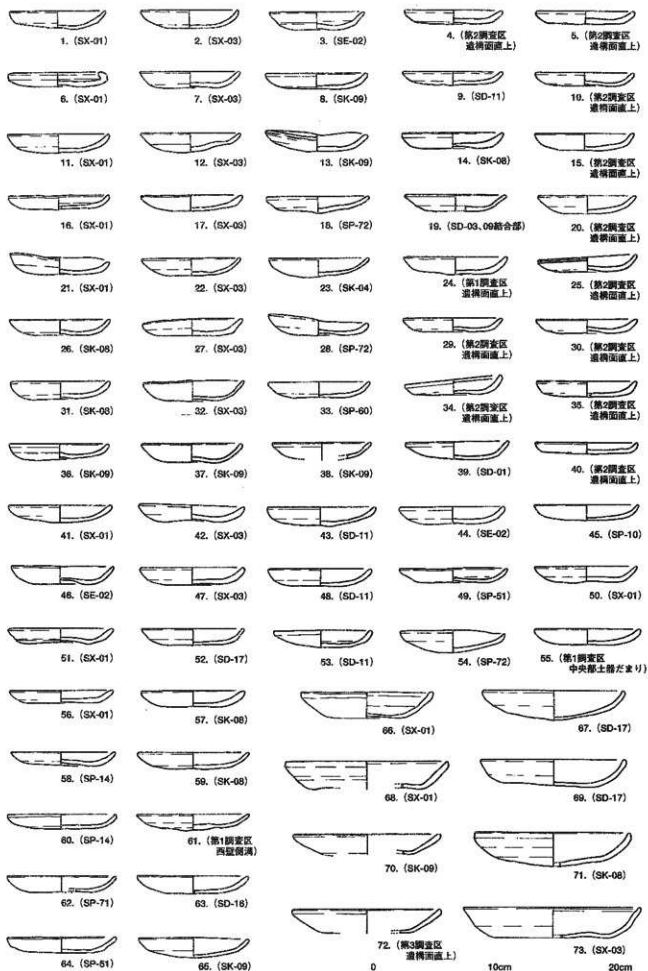 1. (SX-01)
2. (SX-03)
3. (SE-02)
4. (第2調査区
遺構面直上)
5. (第2調査区
遺構面直上)
6. (SX-01)
7. (SX-03)
8. (SK-09)
9. (SD-11)
10. (第2調査区
遺構面直上)
11. (SX-01)
12. (SX-03)
13. (SK-09)
14. (SK-08)
15. (第2調査区
遺構面直上)
16. (SX-01)
17. (SX-03)
18. (SP-72)
19. (SD-03、09結合部)
20. (第2調査区
遺構面直上)
21. (SX-01)
22. (SX-03)
23. (SK-04)
24. (第1調査区
遺構面直上)
25. (第2調査区
遺構面直上)
26. (SK-08)
27. (SX-03)
28. (SP-72)
29. (第2調査区
遺構面直上)
30. (第2調査区
遺構面直上)
31. (SK-03)
32. (SX-03)
33. (SP-60)
34. (第2調査区
遺構面直上)
35. (第2調査区
遺構面直上)
36. (SK-09)
37. (SK-09)
38. (SK-09)
39. (SD-01)
40. (第2調査区
遺構面直上)
41. (SX-01)
42. (SX-03)
43. (SD-11)
44. (SE-02)
45. (SP-10)
46. (SE-02)
47. (SX-03)
48. (SD-11)
49. (SP-51)
50. (SX-01)
51. (SX-01)
52. (SD-17)
53. (SD-11)
54. (SP-72)
55. (第1調査区
中央部土器だまり)
56. (SX-01)
57. (SK-08)
66. (SX-01)
67. (SD-17)
58. (SP-14)
59. (SK-08)
68. (SX-01)
69. (SD-17)
60. (SP-14)
61. (第1調査区
西壁側溝)
70. (SK-09)
71. (SK-08)
62. (SP-71)
63. (SD-16)
64. (SP-51)
65. (SK-09)
72. (第3調査区
遺構面直上)
73. (SX-03)
0 10cm 20cm